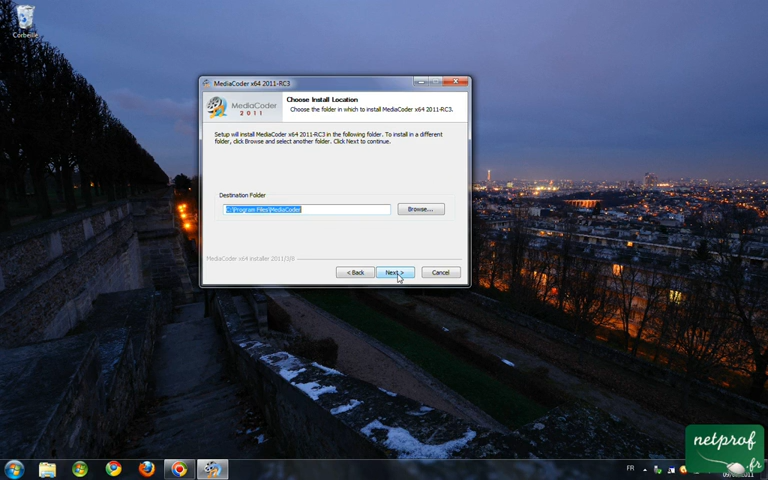 Corbeille
MediaCoder x64 2011-RC3
MediaCoder
2011
Choose Install Location
Choose the folder in which to install MediaCoder x64 2011-RC3.
Setup will install MediaCoder x64 2011-RC3 in the following folder. To install in a different
folder, click Browse and select another folder. Click Next to continue.
Destination Folder
C:\Program Files\MediaCoder
Browse...
MediaCoder x64 installer 2011/3/8
< Back
Next >
Cancel
netprof
.fr
FR